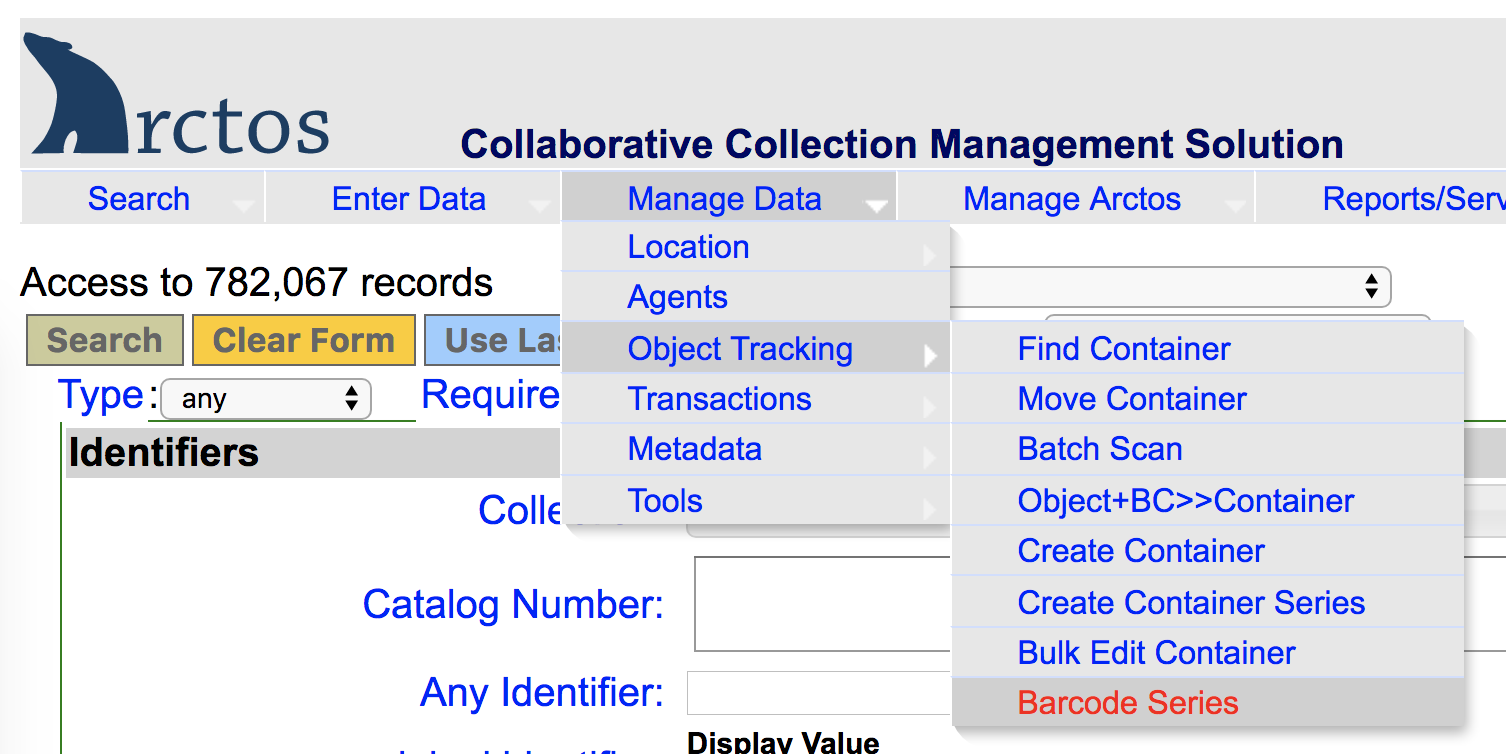 Arctos
Collaborative Collection Management Solution
Search
Enter Data
Manage Data
Manage Arctos
Reports/Serv
Location
Agents
Object Tracking
Transactions
Metadata
Tools
Find Container
Move Container
Batch Scan
Object+BC>>Container
Create Container
Create Container Series
Bulk Edit Container
Barcode Series
Access to 782,067 records
Search
Clear Form
Use Las
Type: any
Require
Identifiers
Colle
Catalog Number:
Any Identifier:
Display Value